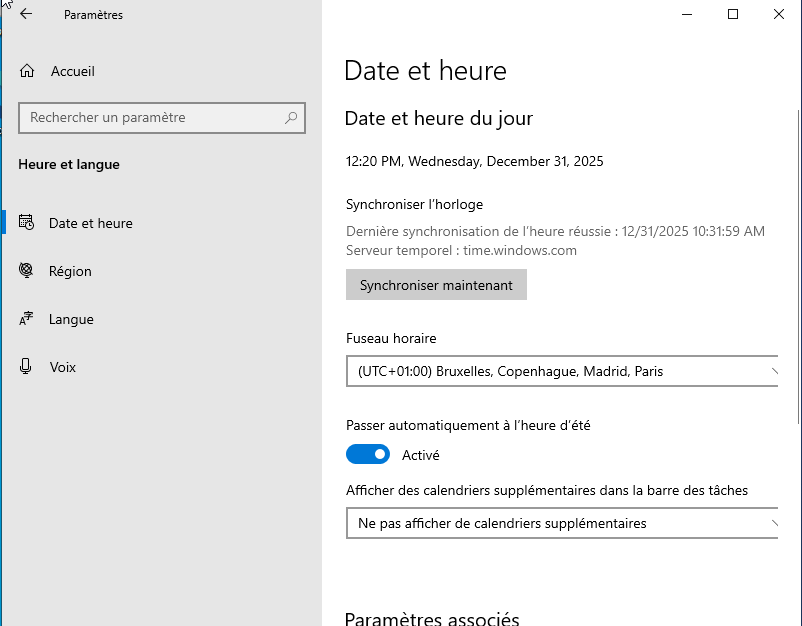 Paramètres
Accueil
Rechercher un paramètre
Heure et langue
Date et heure
Région
Langue
Voix
Date et heure
Date et heure du jour
12:20 PM, Wednesday, December 31, 2025
Synchroniser l’horloge
Dernière synchronisation de l’heure réussie : 12/31/2025 10:31:59 AM
Serveur temporel : time.windows.com
Synchroniser maintenant
Fuseau horaire
(UTC+01:00) Bruxelles, Copenhague, Madrid, Paris
Passer automatiquement à l’heure d’été
Activé
Afficher des calendriers supplémentaires dans la barre des tâches
Ne pas afficher de calendriers supplémentaires
Paramètres associés